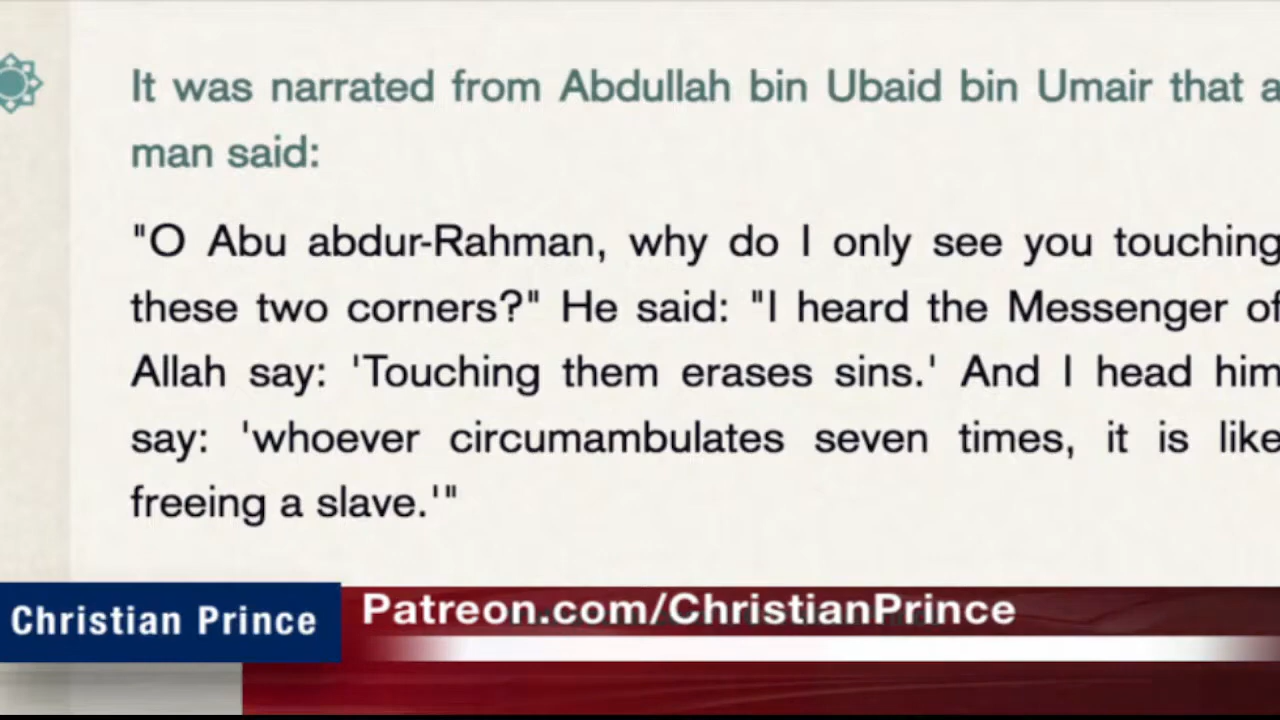 It was narrated from Abdullah bin Ubaid bin Umair that a
man said:
"O Abu abdur-Rahman, why do I only see you touching
these two corners?" He said: "I heard the Messenger of
Allah say: 'Touching them erases sins.' And I head him
say: 'whoever circumambulates seven times, it is like
freeing a slave.'"
Christian Prince
Patreon.com/ChristianPrince